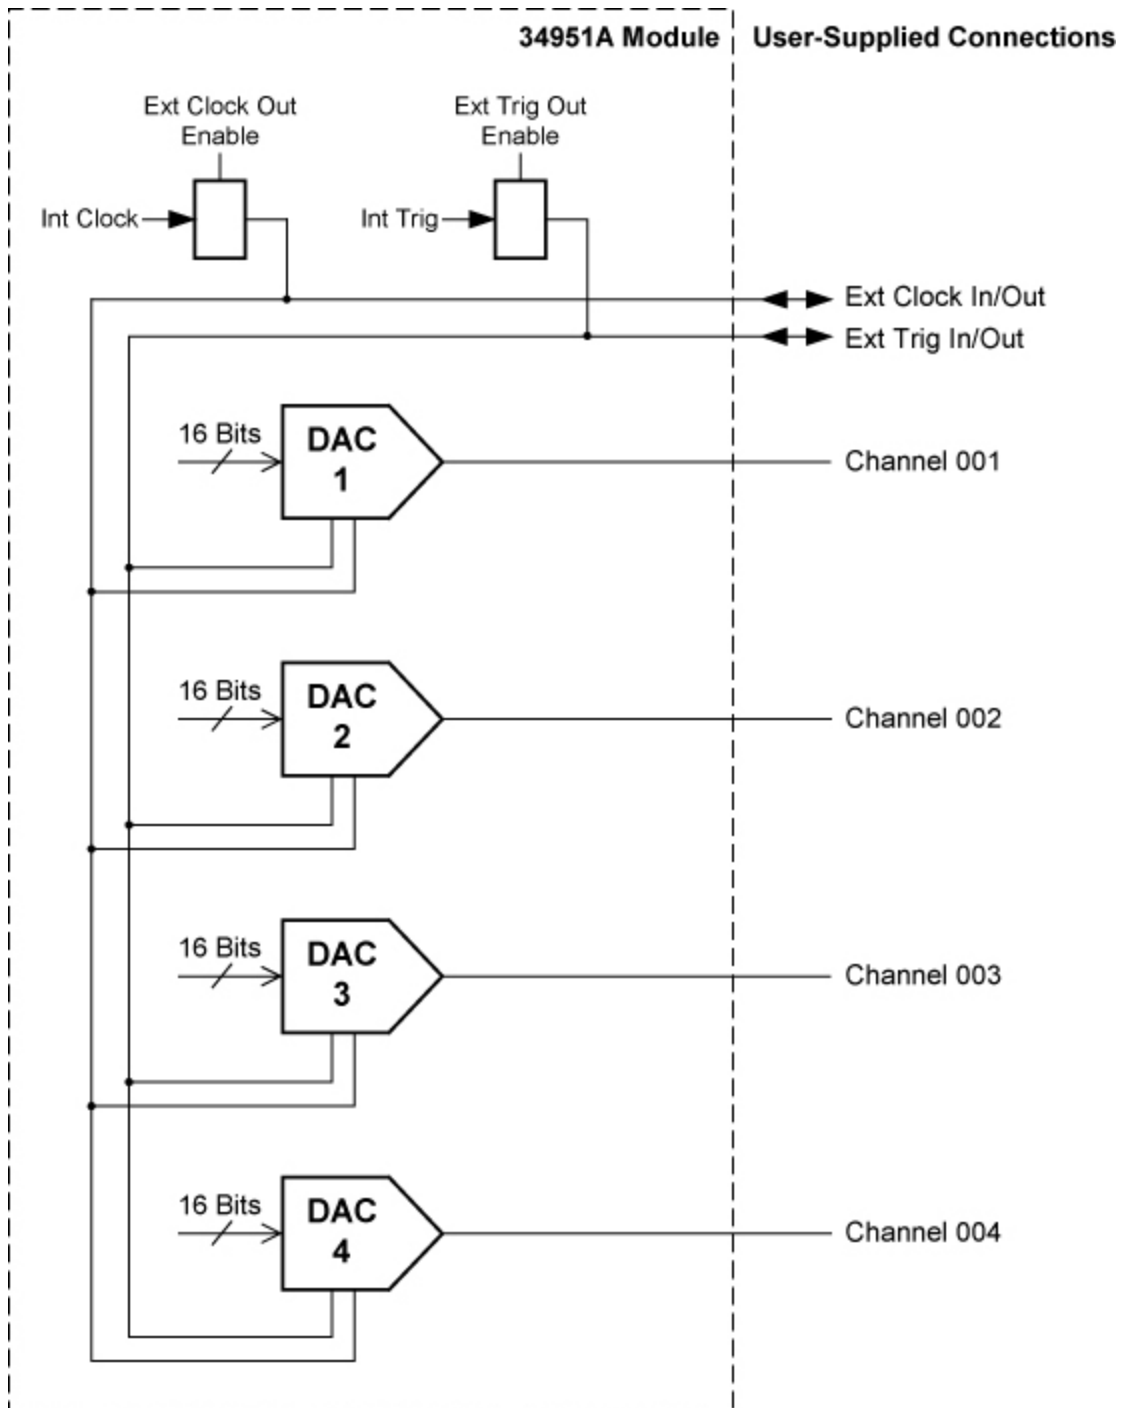 34951A Module
User-Supplied Connections
Ext Clock Out
Enable
Ext Trig Out
Enable
Int Clock
Int Trig
Ext Clock In/Out
Ext Trig In/Out
16 Bits
DAC
1
Channel 001
16 Bits
DAC
2
Channel 002
16 Bits
DAC
3
Channel 003
16 Bits
DAC
4
Channel 004